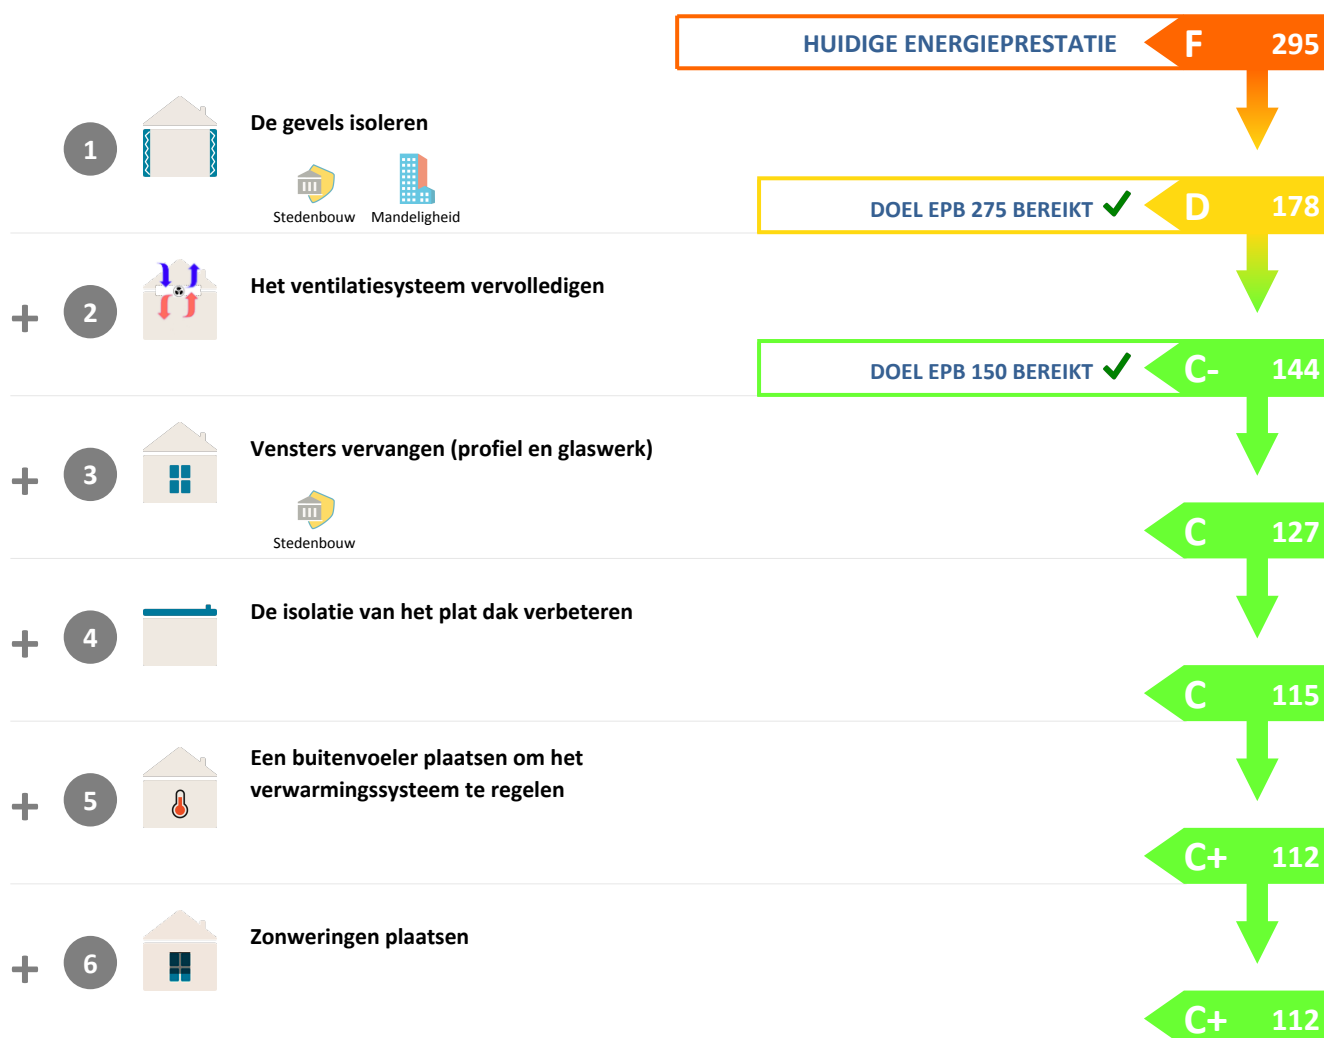 HUIDIGE ENERGIEPRESTATIE F 295
1 De gevels isoleren
Stedenbouw Mandeligheid
DOEL EPB 275 BEREIKT ✔ D 178
+ 2 Het ventilatiesysteem vervolledigen
DOEL EPB 150 BEREIKT ✔ C- 144
+ 3 Vensters vervangen (profiel en glaswerk)
Stedenbouw
C 127
+ 4 De isolatie van het plat dak verbeteren
C 115
+ 5 Een buitenvoeler plaatsen om het
verwarmingssysteem te regelen
C+ 112
+ 6 Zonweringen plaatsen
C+ 112